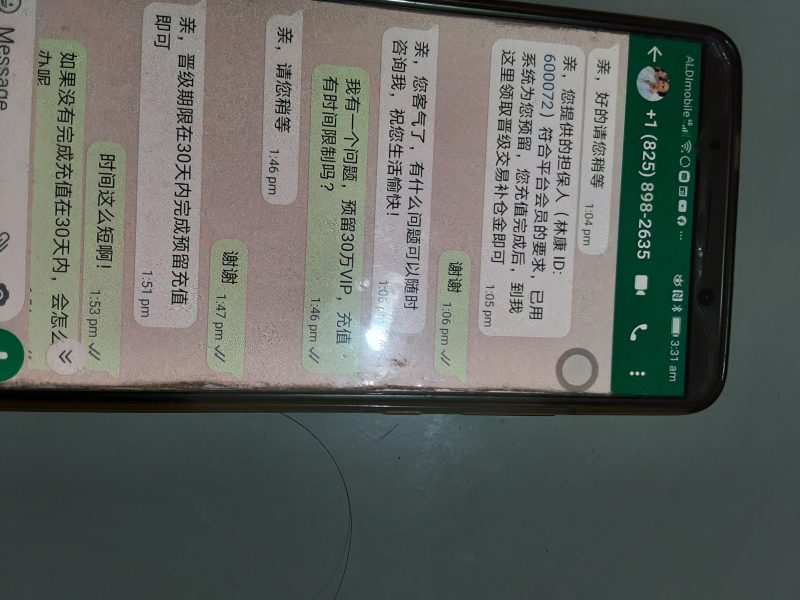 ALDImobile 4G ... 3:31 am
+1 (825) 898-2635
亲，好的请您稍等 1:04 pm
亲，您提供的担保人（林康 ID:
600072）符合平台会员的要求，已用
系统为您预留，您充值完成后，到我
这里领取晋级交易补仓金即可
1:05 pm
谢谢 1:06 pm
亲，您客气了，有什么问题可以随时
咨询我，祝您生活愉快！
1:06 pm
我有一个问题，预留30万VIP，充值
有时间限制吗？
1:46 pm
亲，请您稍等 1:46 pm
谢谢 1:47 pm
亲，晋级期限在30天内完成预留充值
即可
1:51 pm
时间这么短啊！ 1:53 pm
如果没有完成充值在30天内，会怎么
办呢
Message